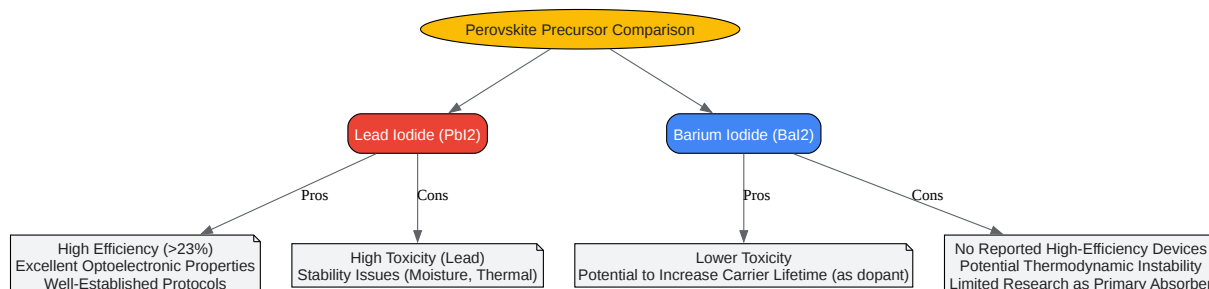 Perovskite Precursor Comparison
Lead Iodide (PbI2)
Barium Iodide (BaI2)
Pros
Cons
Pros
Cons
High Efficiency (>23%)
Excellent Optoelectronic Properties
Well-Established Protocols
High Toxicity (Lead)
Stability Issues (Moisture, Thermal)
Lower Toxicity
Potential to Increase Carrier Lifetime (as dopant)
No Reported High-Efficiency Devices
Potential Thermodynamic Instability
Limited Research as Primary Absorber